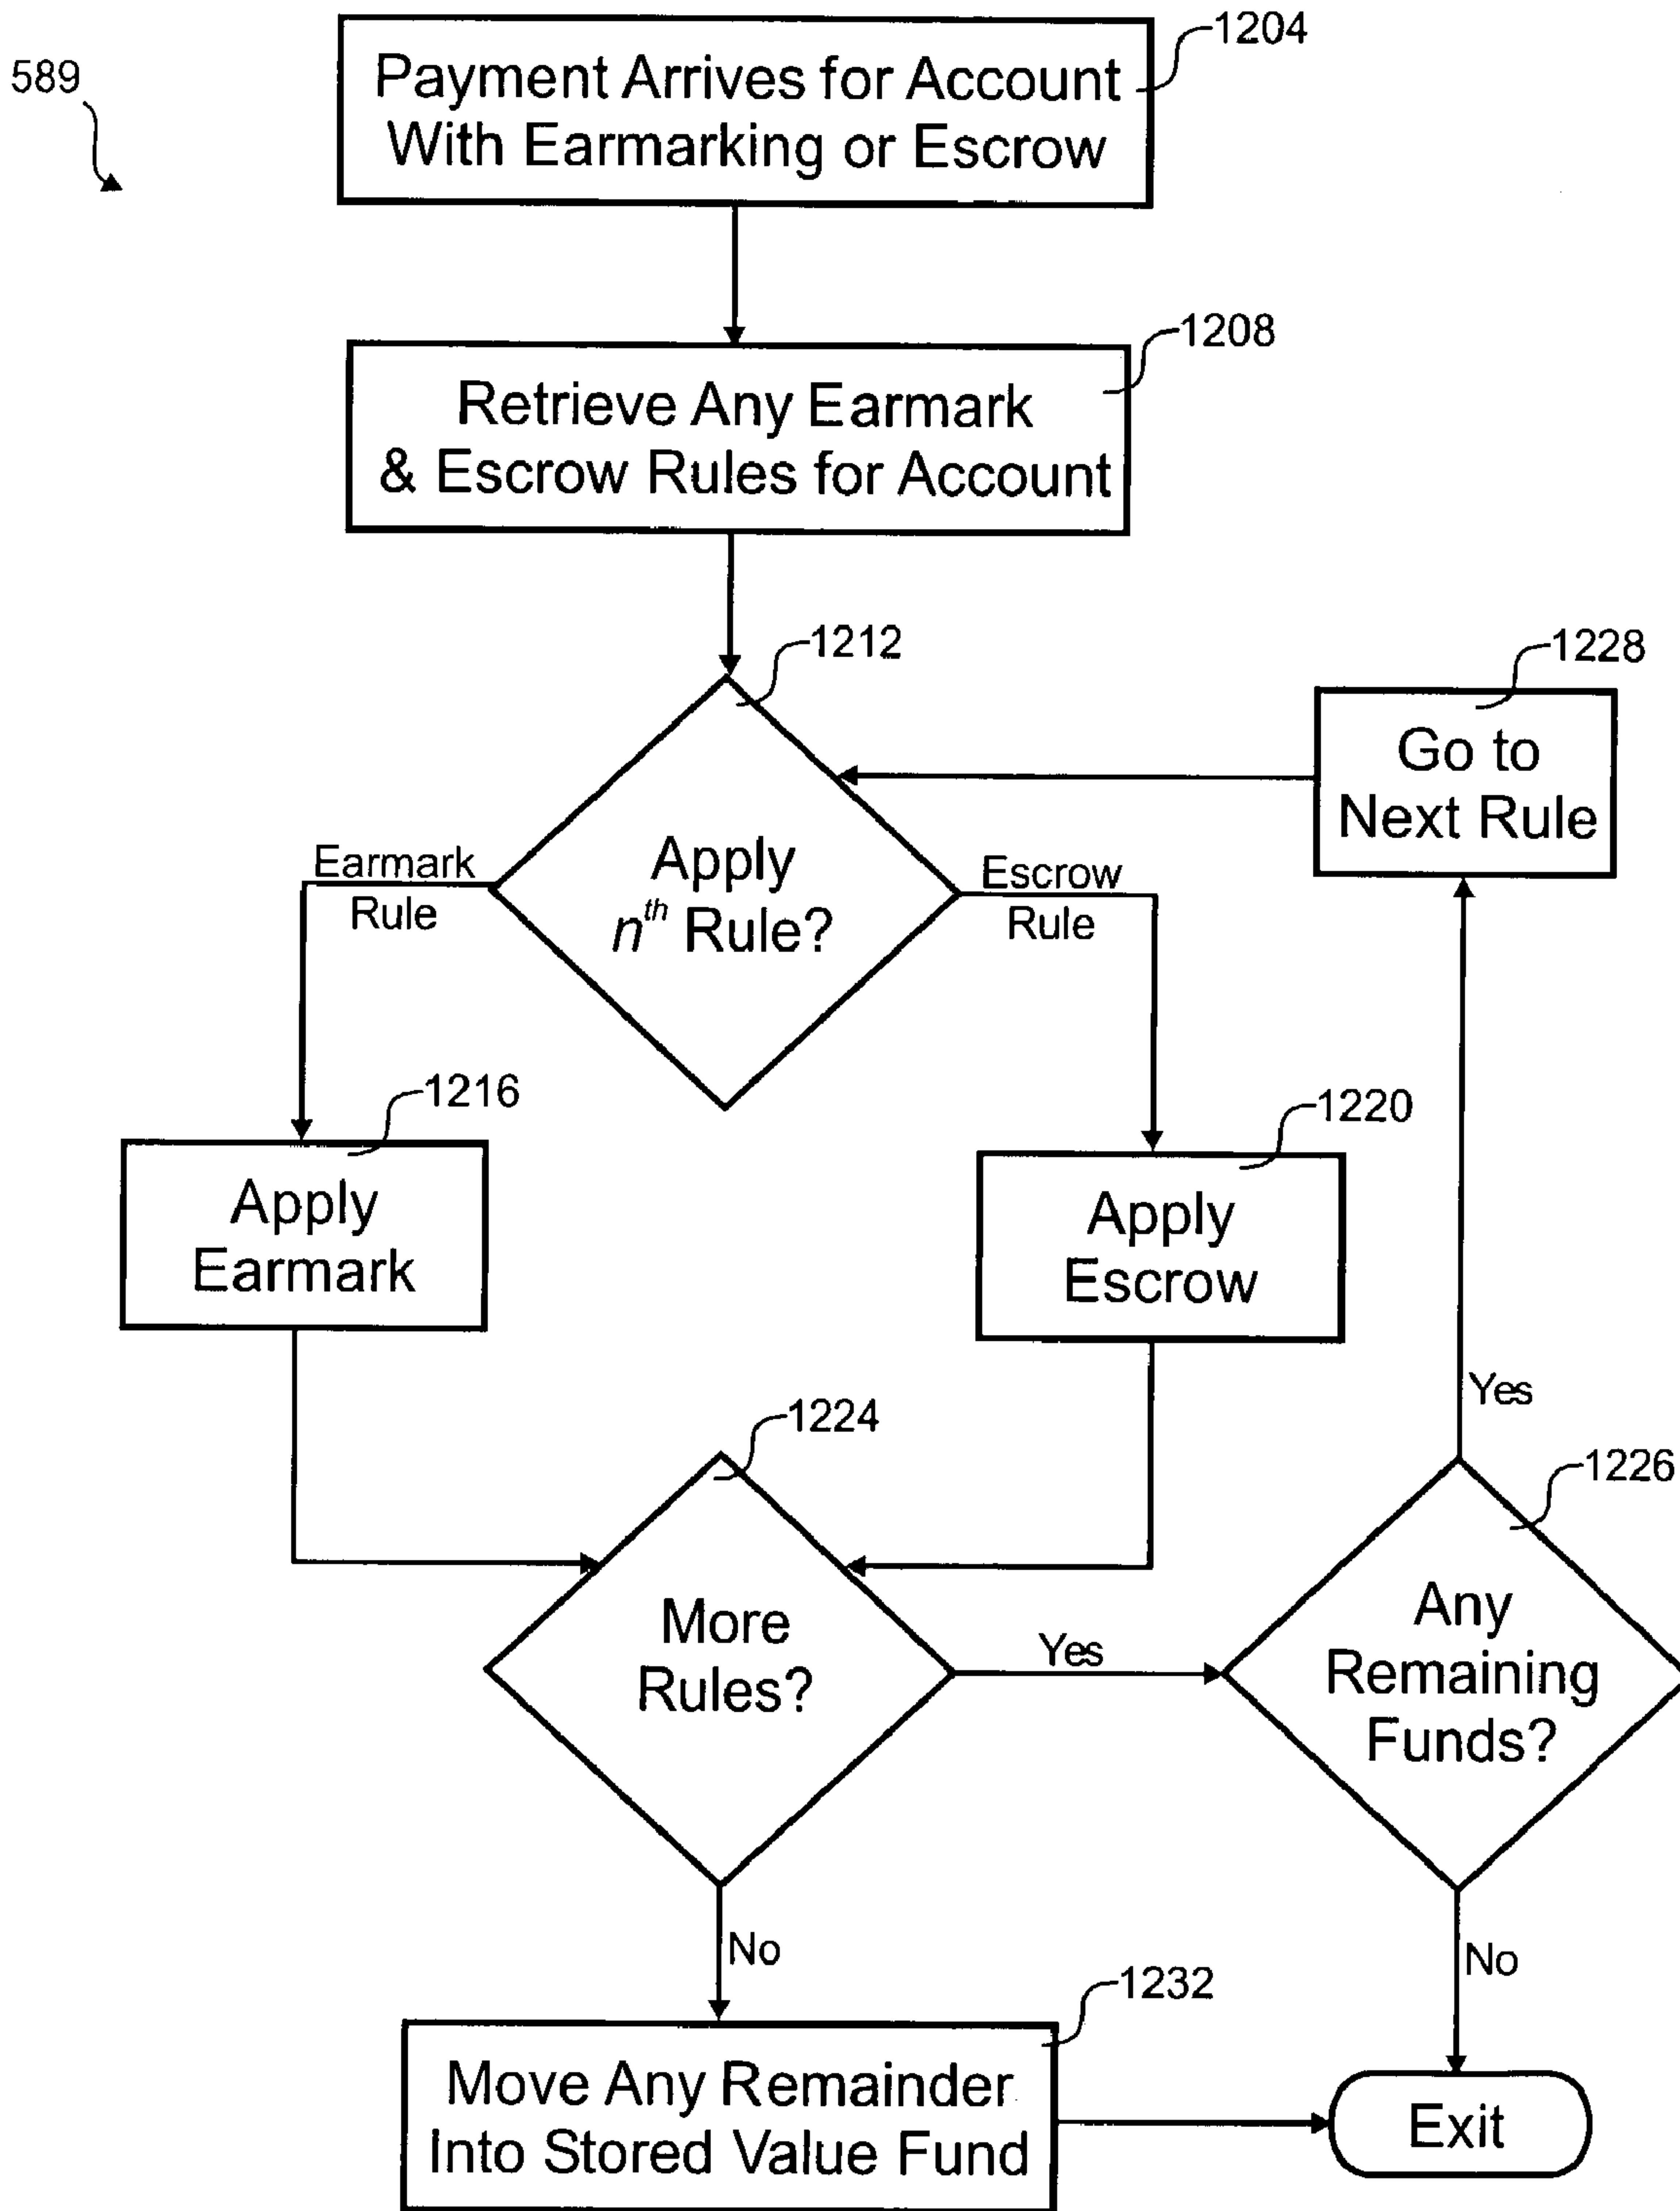 589
1204
Payment Arrives for Account
With Earmarking or Escrow
1208
Retrieve Any Earmark
& Escrow Rules for Account
1212
1228
Go to
Next Rule
Apply
nth Rule?
Earmark
Rule
Escrow
Rule
1216
Apply
Earmark
1220
Apply
Escrow
1224
More
Rules?
Yes
Yes
1226
Any
Remaining
Funds?
No
No
1232
Move Any Remainder
Into Stored Value Fund
Exit